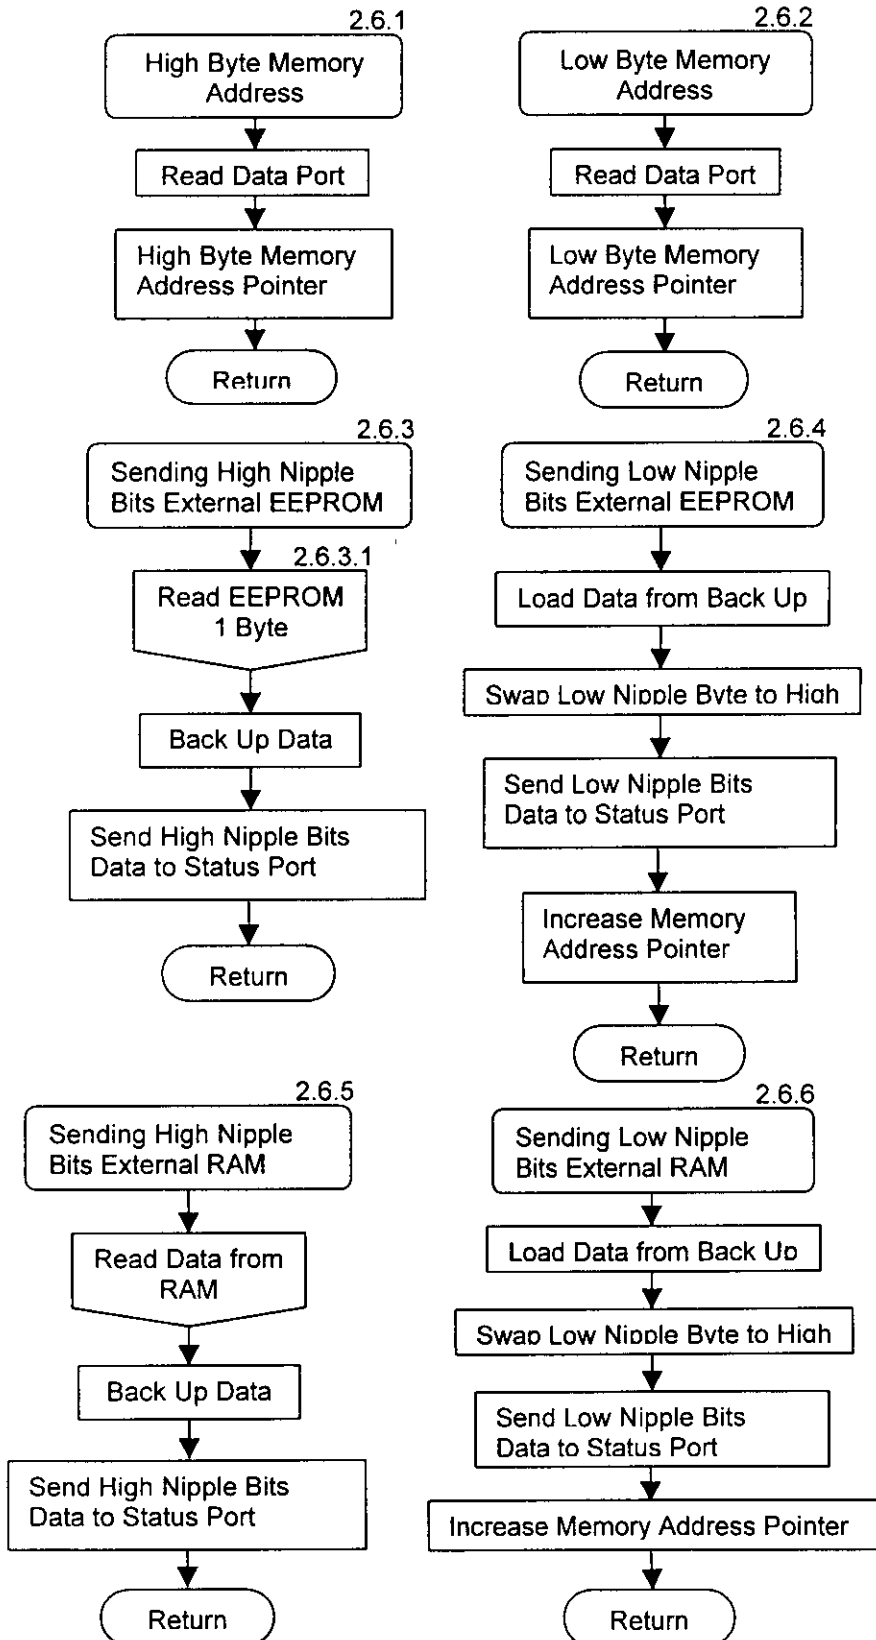 2.6.1
High Byte Memory
Address
Read Data Port
High Byte Memory
Address Pointer
Return
2.6.2
Low Byte Memory
Address
Read Data Port
Low Byte Memory
Address Pointer
Return
2.6.3
Sending High Nipple
Bits External EEPROM
2.6.3.1
Read EEPROM
1 Byte
Back Up Data
Send High Nipple Bits
Data to Status Port
Return
2.6.4
Sending Low Nipple
Bits External EEPROM
Load Data from Back Up
Swap Low Nipple Byte to High
Send Low Nipple Bits
Data to Status Port
Increase Memory
Address Pointer
Return
2.6.5
Sending High Nipple
Bits External RAM
Read Data from
RAM
Back Up Data
Send High Nipple Bits
Data to Status Port
Return
2.6.6
Sending Low Nipple
Bits External RAM
Load Data from Back Up
Swap Low Nipple Byte to High
Send Low Nipple Bits
Data to Status Port
Increase Memory Address Pointer
Return